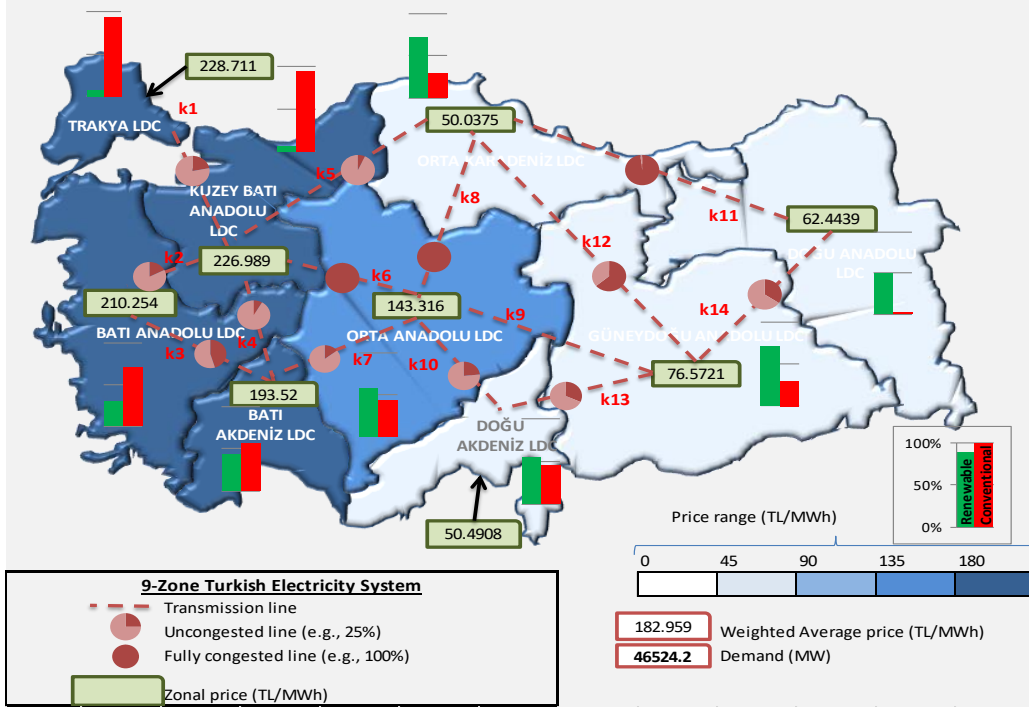 228.711
k1
TRAKYA LDC
50.0375
ORTA KARADENİZ LDC
k5
KUZEY BATI
ANADOLU
LDC
k8
k11
62.4439
DOĞU ANADOLU
LDC
k12
k2
226.989
k6
210.254
143.316
k9
k14
BATI ANADOLU LDC
k4
ORTA ANADOLU LDC
GÜNEYDOĞU ANADOLU LDC
k3
k7
k10
76.5721
193.52
k13
BATI
AKDENİZ LDC
DOĞU
AKDENİZ LDC
50.4908
100%
50%
0%
Renewable
Conventional
Price range (TL/MWh)
0 45 90 135 180
9-Zone Turkish Electricity System
Transmission line
Uncongested line (e.g., 25%)
Fully congested line (e.g., 100%)
Zonal price (TL/MWh)
182.959 Weighted Average price (TL/MWh)
46524.2 Demand (MW)